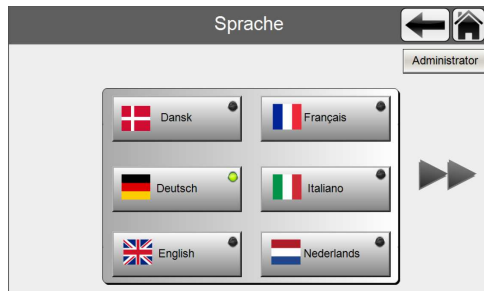 Sprache
Administrator
Dansk
Français
Deutsch
Italiano
English
Nederlands